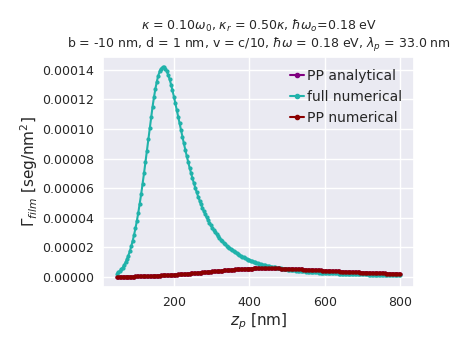 κ = 0.10ω₀, κᵣ = 0.50κ, ℏωₒ=0.18 eV
b = -10 nm, d = 1 nm, v = c/10, ℏω = 0.18 eV, λₚ = 33.0 nm
PP analytical
full numerical
PP numerical
0.00014
0.00012
0.00010
0.00008
0.00006
0.00004
0.00002
0.00000
Γ_film [seg/nm²]
200
400
600
800
zₚ [nm]